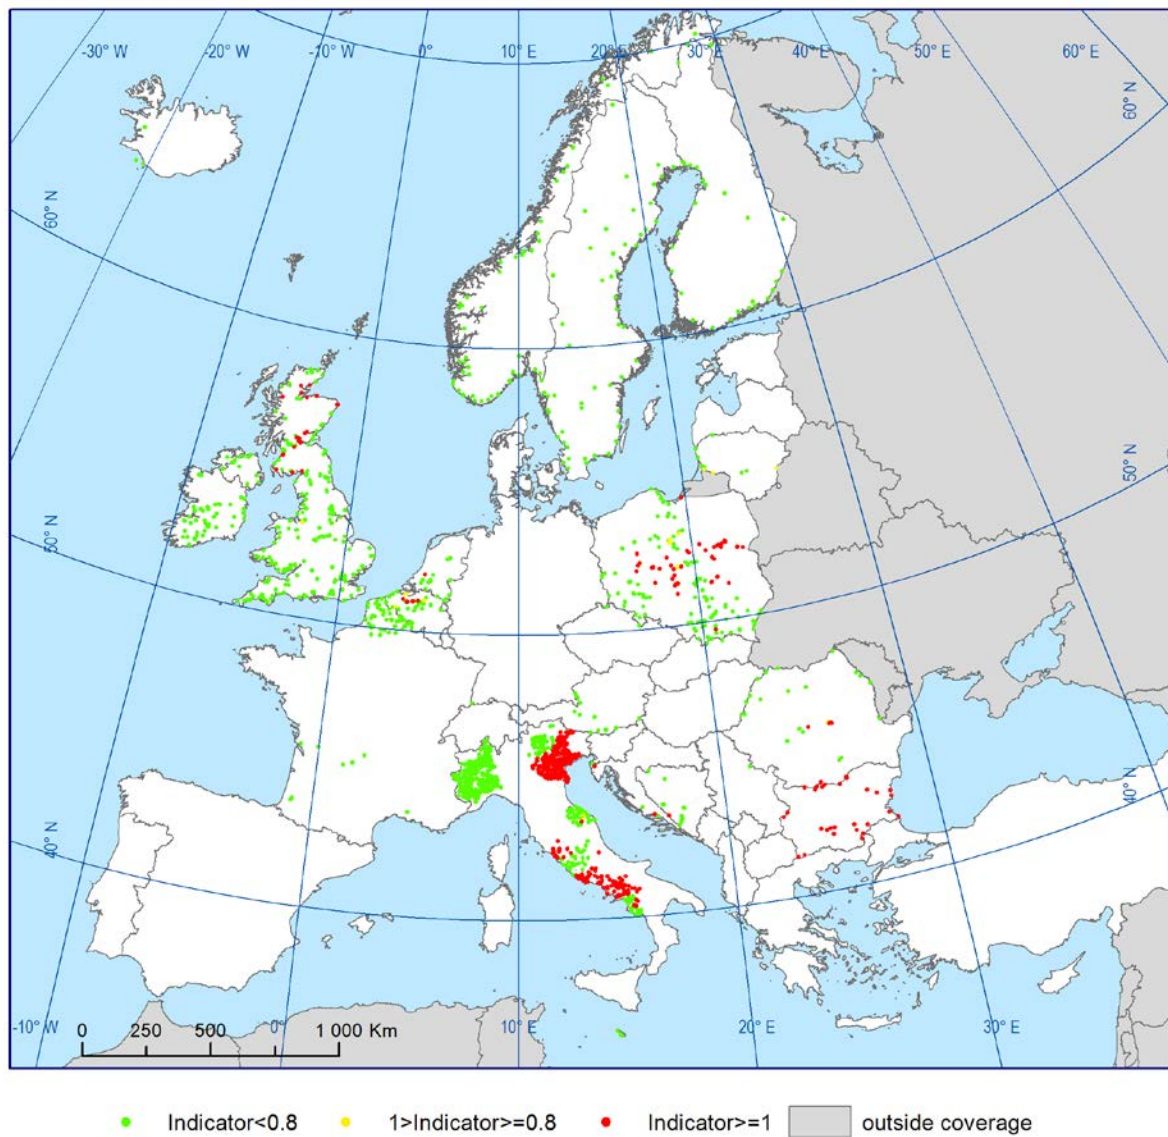 -30° W
-20° W
-10° W
0°
10° E
20° E
30° E
40° E
50° E
60° E
60° N
60° N
50° N
50° N
40° N
40° N
-10° W
0°
10° E
20° E
30° E
0 250 500 1 000 Km
Indicator<0.8 1>Indicator>=0.8 Indicator>=1 outside coverage